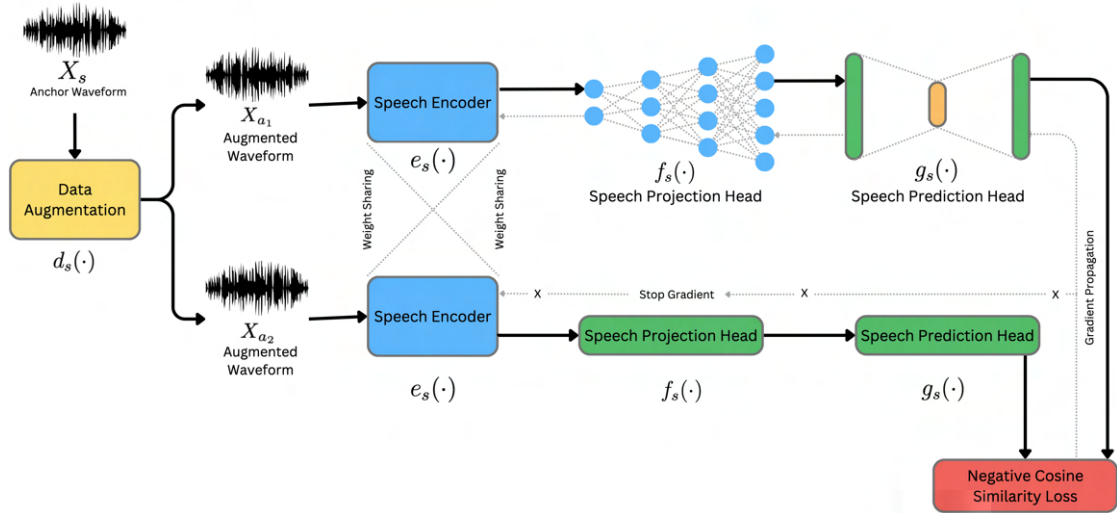 X_s
Anchor Waveform
Data
Augmentation
d_s(·)
X_{a_1}
Augmented
Waveform
Speech Encoder
e_s(·)
f_s(·)
Speech Projection Head
g_s(·)
Speech Prediction Head
Weight Sharing
Weight Sharing
X_{a_2}
Augmented
Waveform
Speech Encoder
e_s(·)
X
Stop Gradient
X
X
Gradient Propagation
Speech Projection Head
f_s(·)
Speech Prediction Head
g_s(·)
Negative Cosine
Similarity Loss